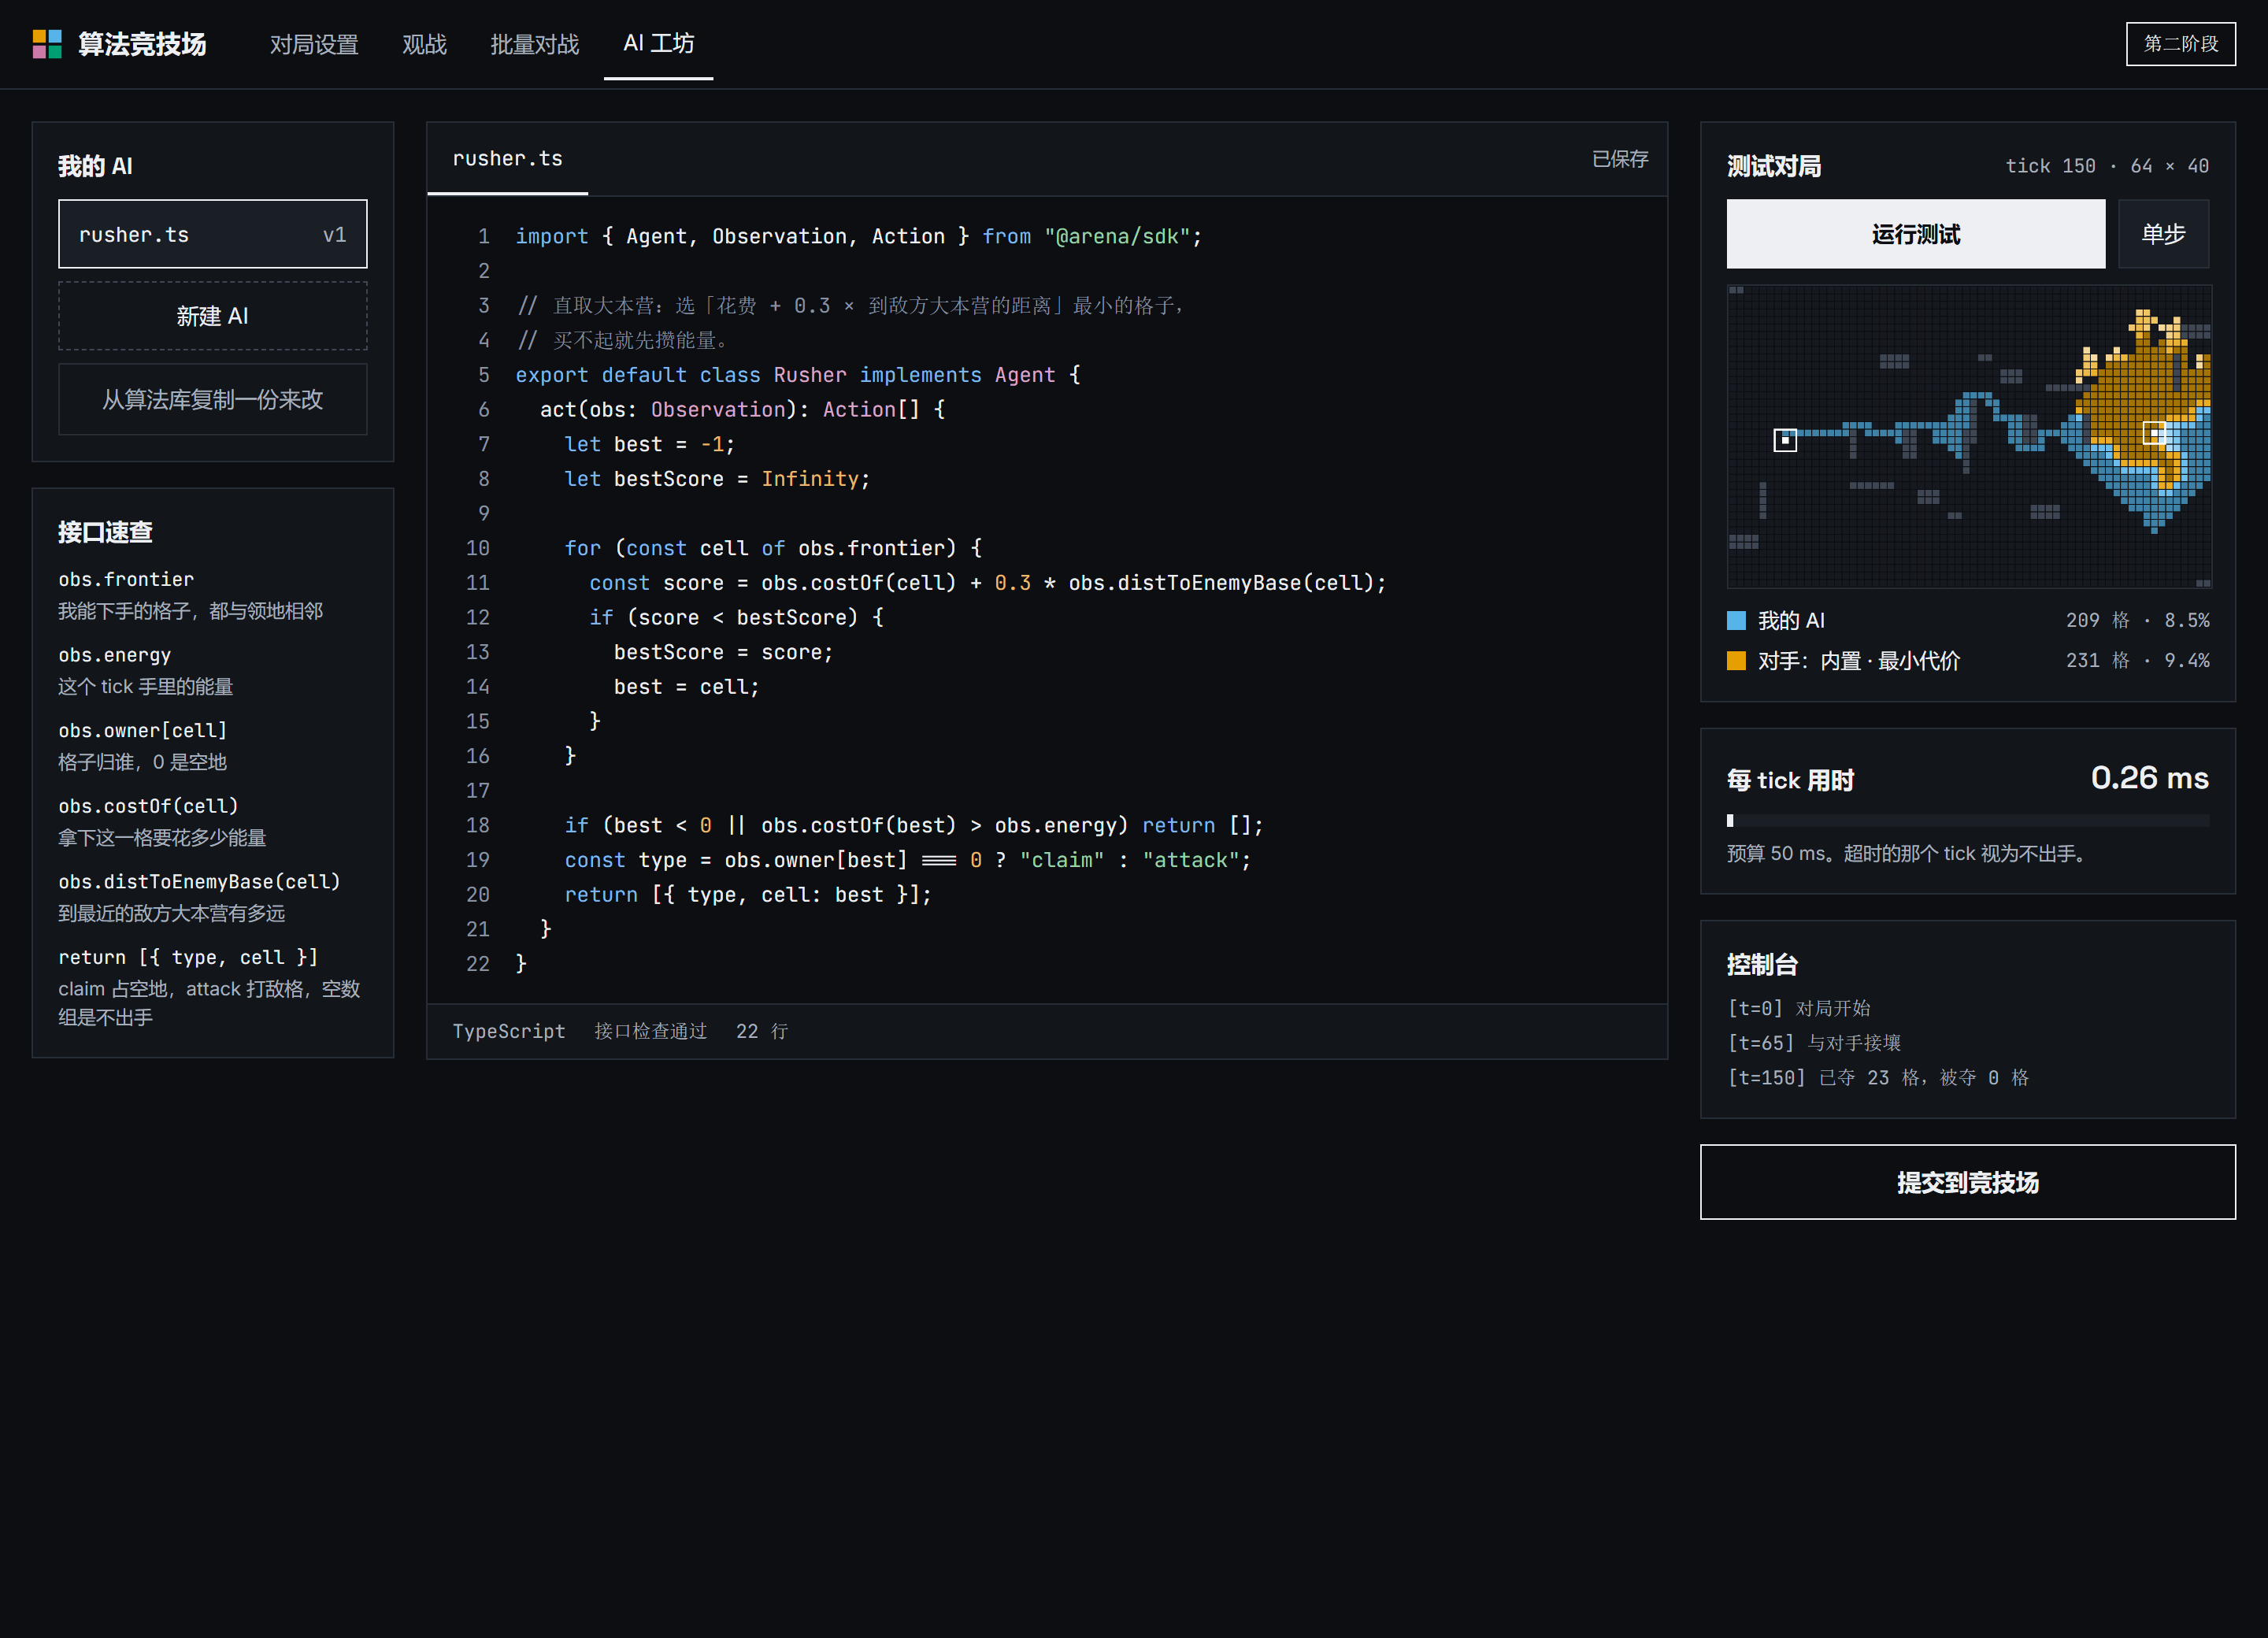 算法竞技场
对局设置
观战
批量对战
AI 工坊
第二阶段
我的 AI
rusher.ts v1
新建 AI
从算法库复制一份来改
接口速查
obs.frontier
我能下手的格子，都与领地相邻
obs.energy
这个 tick 手里的能量
obs.owner[cell]
格子归谁，0 是空地
obs.costOf(cell)
拿下这一格要花多少能量
obs.distToEnemyBase(cell)
到最近的敌方大本营有多远
return [{ type, cell }]
claim 占空地，attack 打敌格，空数
组是不出手
rusher.ts
已保存
1 import { Agent, Observation, Action } from "@arena/sdk";
2
3 // 直取大本营：选「花费 + 0.3 × 到敌方大本营的距离」最小的格子，
4 // 买不起就先攒能量。
5 export default class Rusher implements Agent {
6   act(obs: Observation): Action[] {
7     let best = -1;
8     let bestScore = Infinity;
9
10     for (const cell of obs.frontier) {
11       const score = obs.costOf(cell) + 0.3 * obs.distToEnemyBase(cell);
12       if (score < bestScore) {
13         bestScore = score;
14         best = cell;
15       }
16     }
17
18     if (best < 0 || obs.costOf(best) > obs.energy) return [];
19     const type = obs.owner[best] === 0 ? "claim" : "attack";
20     return [{ type, cell: best }];
21   }
22 }
TypeScript 接口检查通过 22 行
测试对局 tick 150 · 64 × 40
运行测试
单步
我的 AI 209 格 · 8.5%
对手：内置 · 最小代价 231 格 · 9.4%
每 tick 用时 0.26 ms
预算 50 ms。超时的那个 tick 视为不出手。
控制台
[t=0] 对局开始
[t=65] 与对手接壤
[t=150] 已夺 23 格，被夺 0 格
提交到竞技场